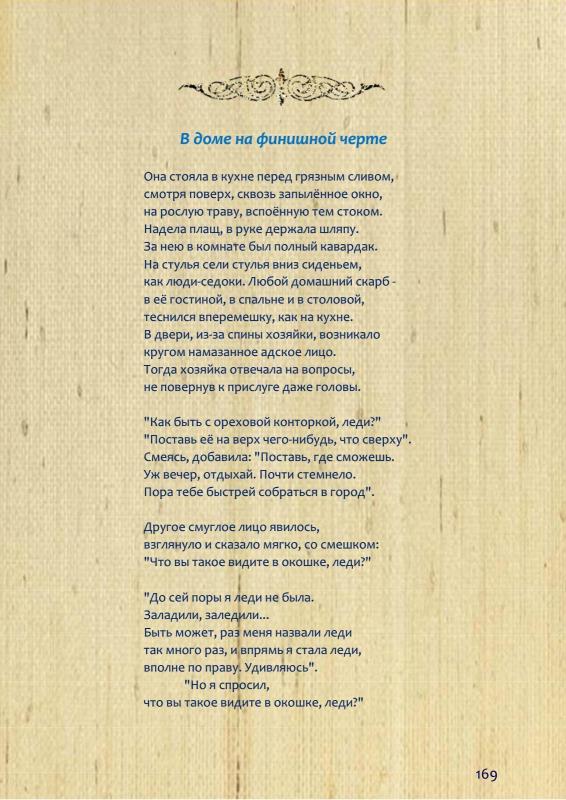 В доме на финишной черте
Она стояла в кухне перед грязным сливом,
смотря поверх, сквозь запылённое окно,
на рослую траву, вспоённую тем стоком.
Надела плащ, в руке держала шляпу.
За нею в комнате был полный кавардак.
На стулья сели стулья вниз сиденьем,
как люди-седоки. Любой домашний скарб -
в её гостиной, в спальне и в столовой,
теснился вперемешку, как на кухне.
В двери, из-за спины хозяйки, возникало
кругом намазанное адское лицо.
Тогда хозяйка отвечала на вопросы,
не повернув к прислуге даже головы.
"Как быть с ореховой конторкой, леди?"
"Поставь её на верх чего-нибудь, что сверху".
Смеясь, добавила: "Поставь, где сможешь.
Уж вечер, отдыхай. Почти стемнело.
Пора тебе быстрей собраться в город".
Другое смуглое лицо явилось,
взглянуло и сказало мягко, со смешком:
"Что вы такое видите в окошке, леди?"
"До сей поры я леди не была.
Заладили, заледили...
Быть может, раз меня назвали леди
так много раз, и впрямь я стала леди,
вполне по праву. Удивляюсь".
"Но я спросил,
что вы такое видите в окошке, леди?"
169